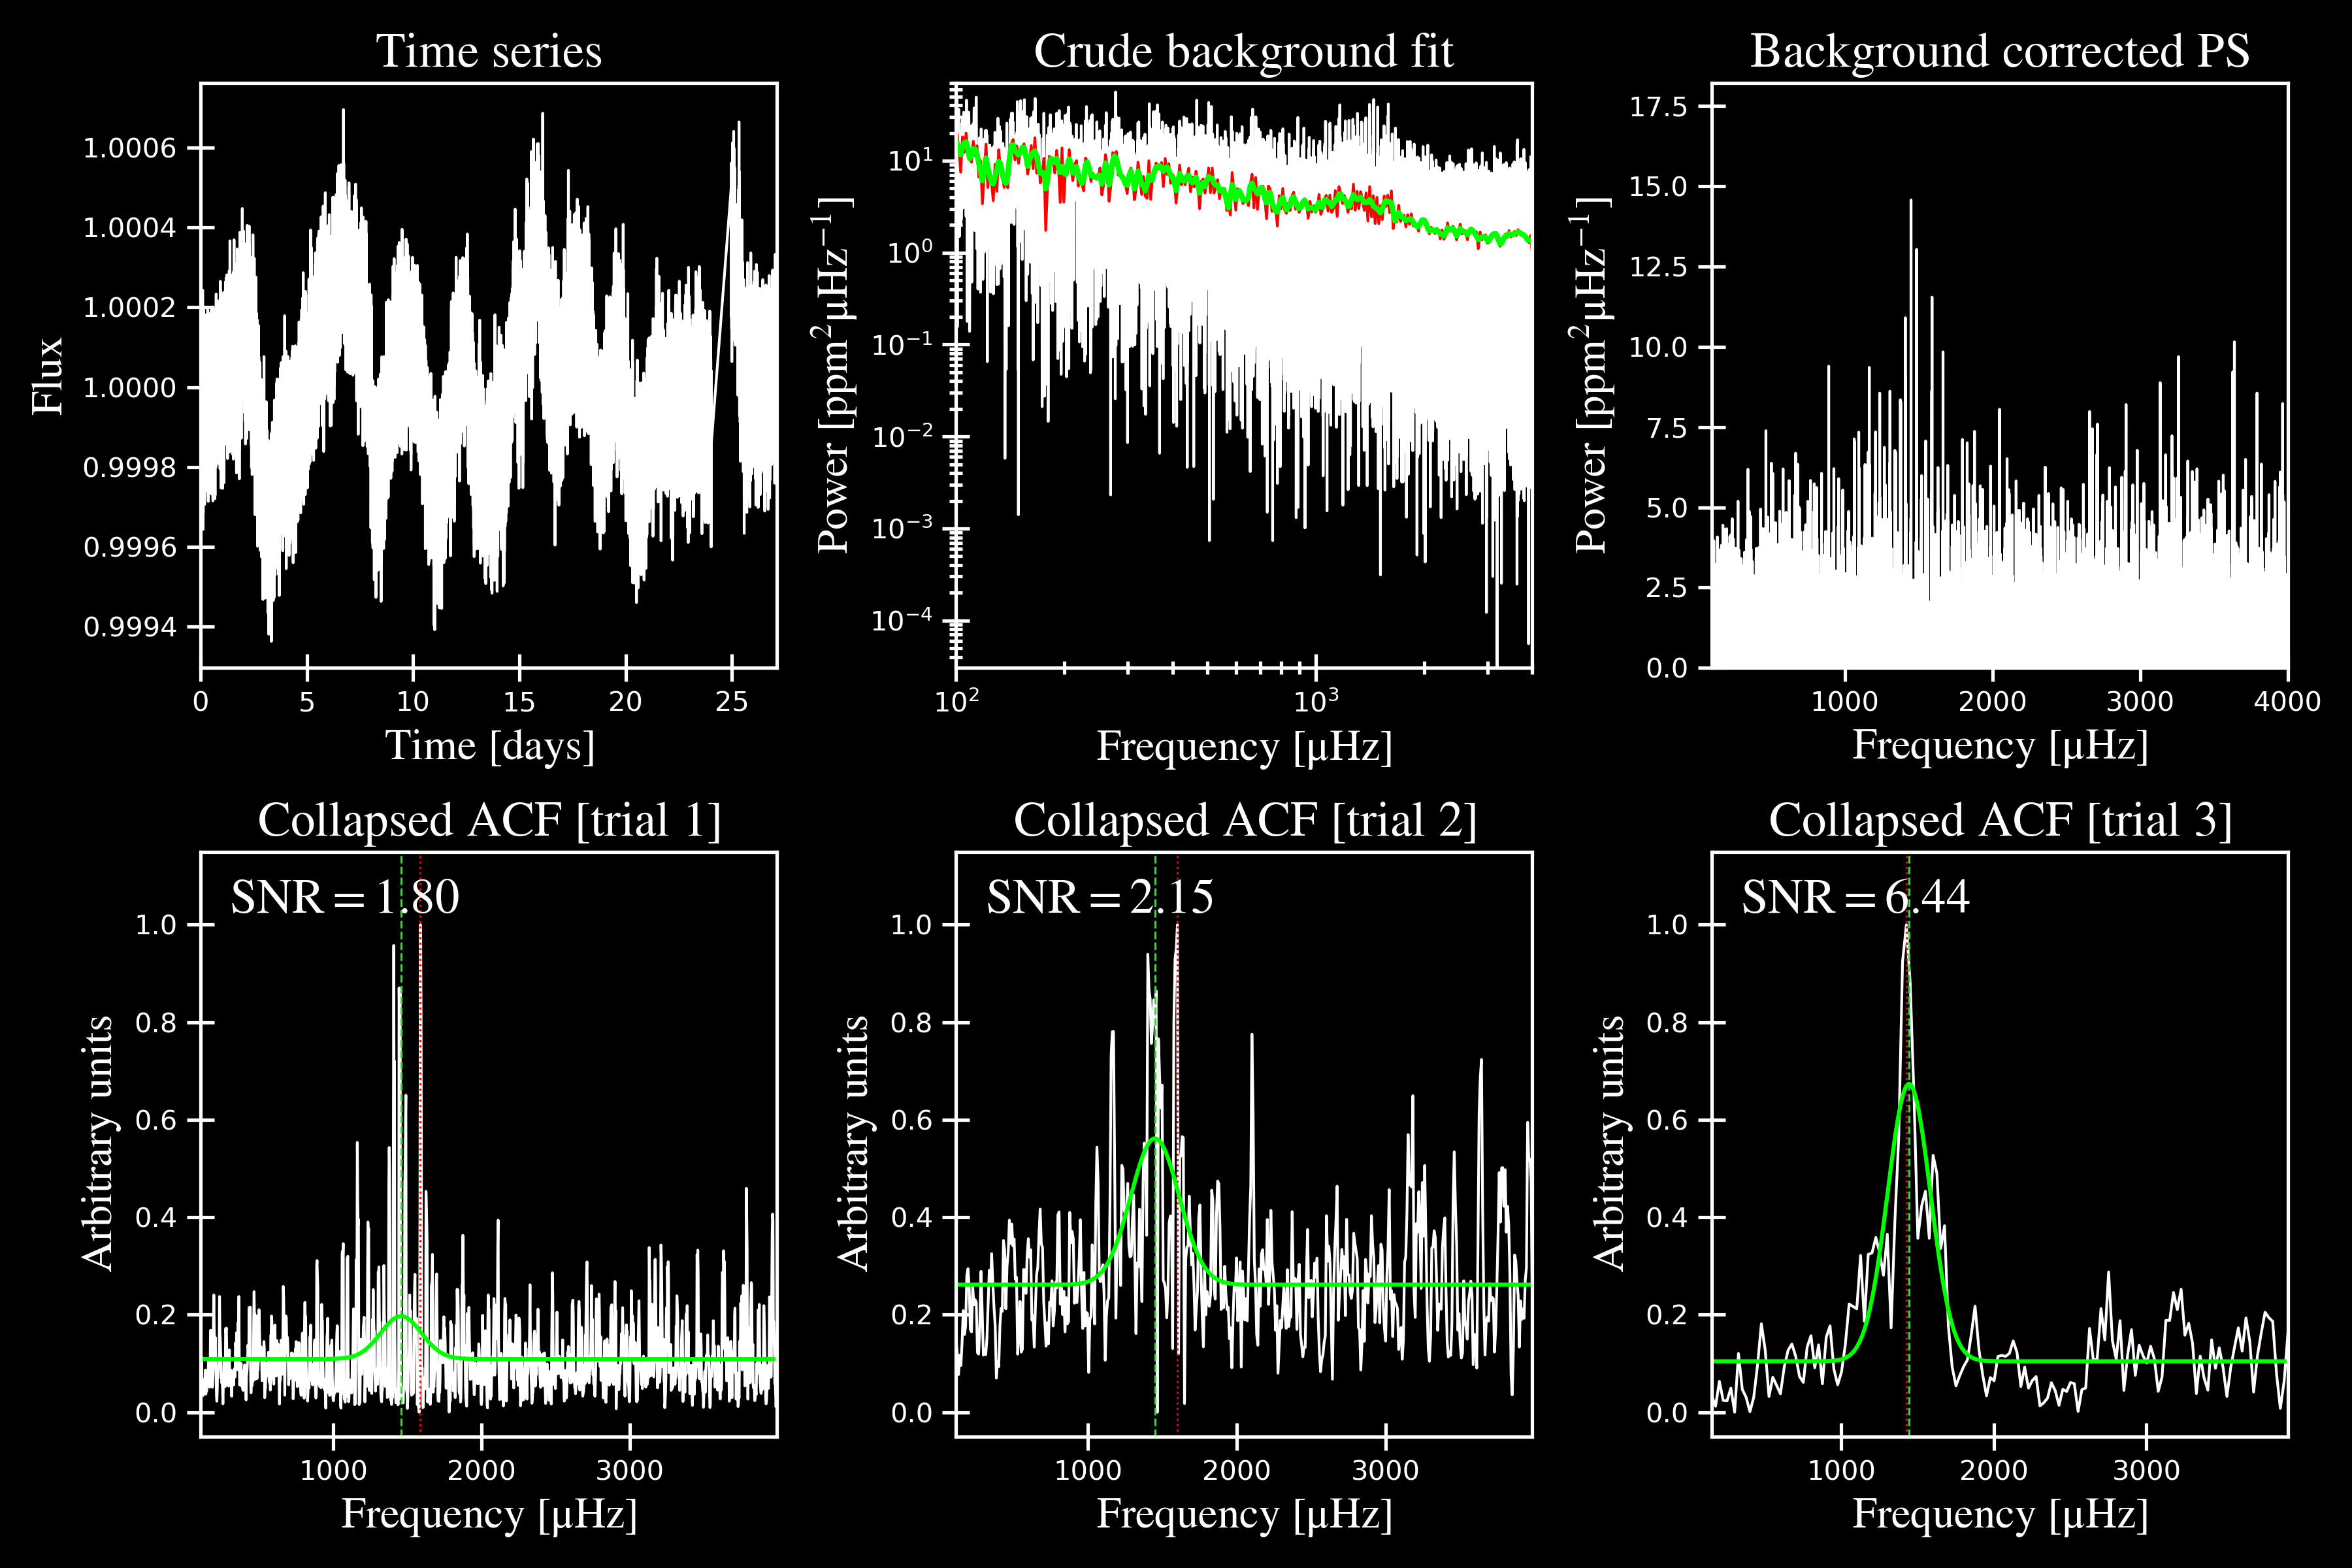 Time series
Flux
1.0006
1.0004
1.0002
1.0000
0.9998
0.9996
0.9994
0 5 10 15 20 25
Time [days]
Crude background fit
Power [ppm²μHz⁻¹]
10¹
10⁰
10⁻¹
10⁻²
10⁻³
10⁻⁴
10² 10³
Frequency [μHz]
Background corrected PS
Power [ppm²μHz⁻¹]
17.5
15.0
12.5
10.0
7.5
5.0
2.5
0.0
1000 2000 3000 4000
Frequency [μHz]
Collapsed ACF [trial 1]
SNR = 1.80
Arbitrary units
1.0
0.8
0.6
0.4
0.2
0.0
1000 2000 3000
Frequency [μHz]
Collapsed ACF [trial 2]
SNR = 2.15
Arbitrary units
1.0
0.8
0.6
0.4
0.2
0.0
1000 2000 3000
Frequency [μHz]
Collapsed ACF [trial 3]
SNR = 6.44
Arbitrary units
1.0
0.8
0.6
0.4
0.2
0.0
1000 2000 3000
Frequency [μHz]